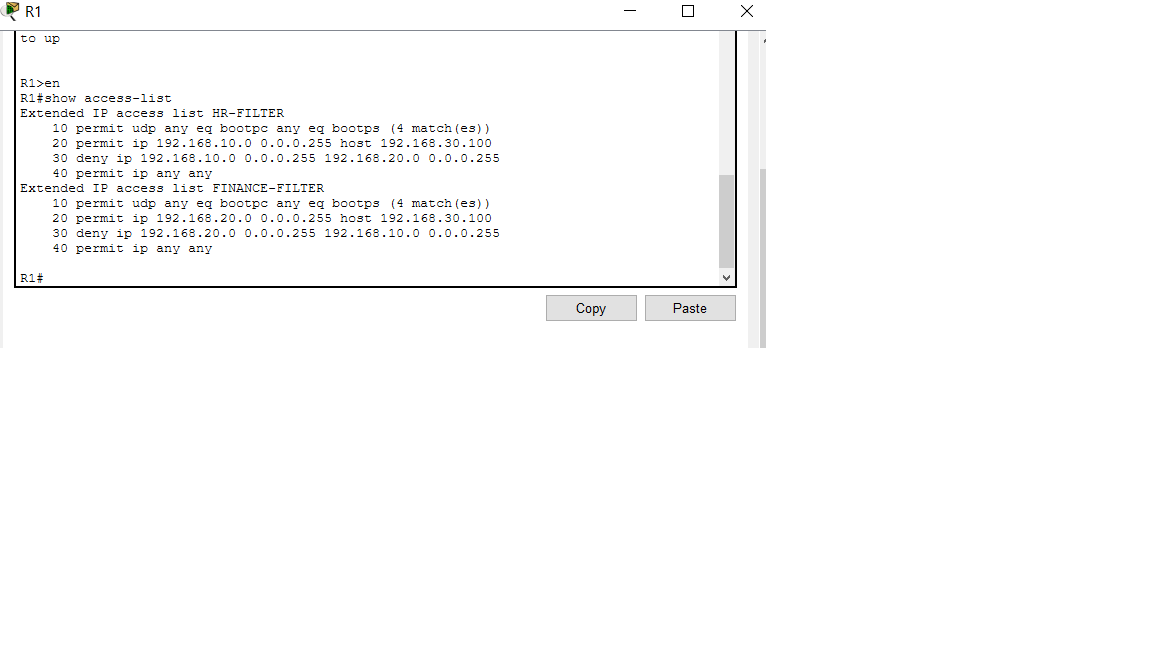 R1
to up
R1>en
R1#show access-list
Extended IP access list HR-FILTER
    10 permit udp any eq bootpc any eq bootps (4 match(es))
    20 permit ip 192.168.10.0 0.0.0.255 host 192.168.30.100
    30 deny ip 192.168.10.0 0.0.0.255 192.168.20.0 0.0.0.255
    40 permit ip any any
Extended IP access list FINANCE-FILTER
    10 permit udp any eq bootpc any eq bootps (4 match(es))
    20 permit ip 192.168.20.0 0.0.0.255 host 192.168.30.100
    30 deny ip 192.168.20.0 0.0.0.255 192.168.10.0 0.0.0.255
    40 permit ip any any
R1#
Copy Paste